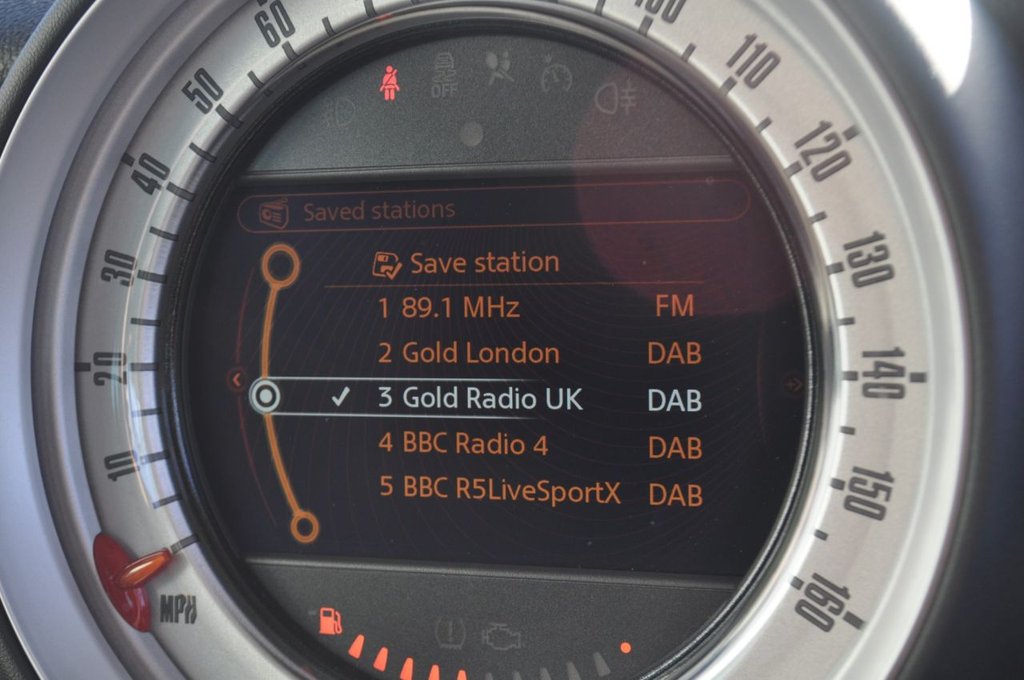 60
50
40
30
20
10
MPH
110
120
130
140
150
160
OFF
Saved stations
Save station
1 89.1 MHz FM
2 Gold London DAB
3 Gold Radio UK DAB
4 BBC Radio 4 DAB
5 BBC R5LiveSportX DAB